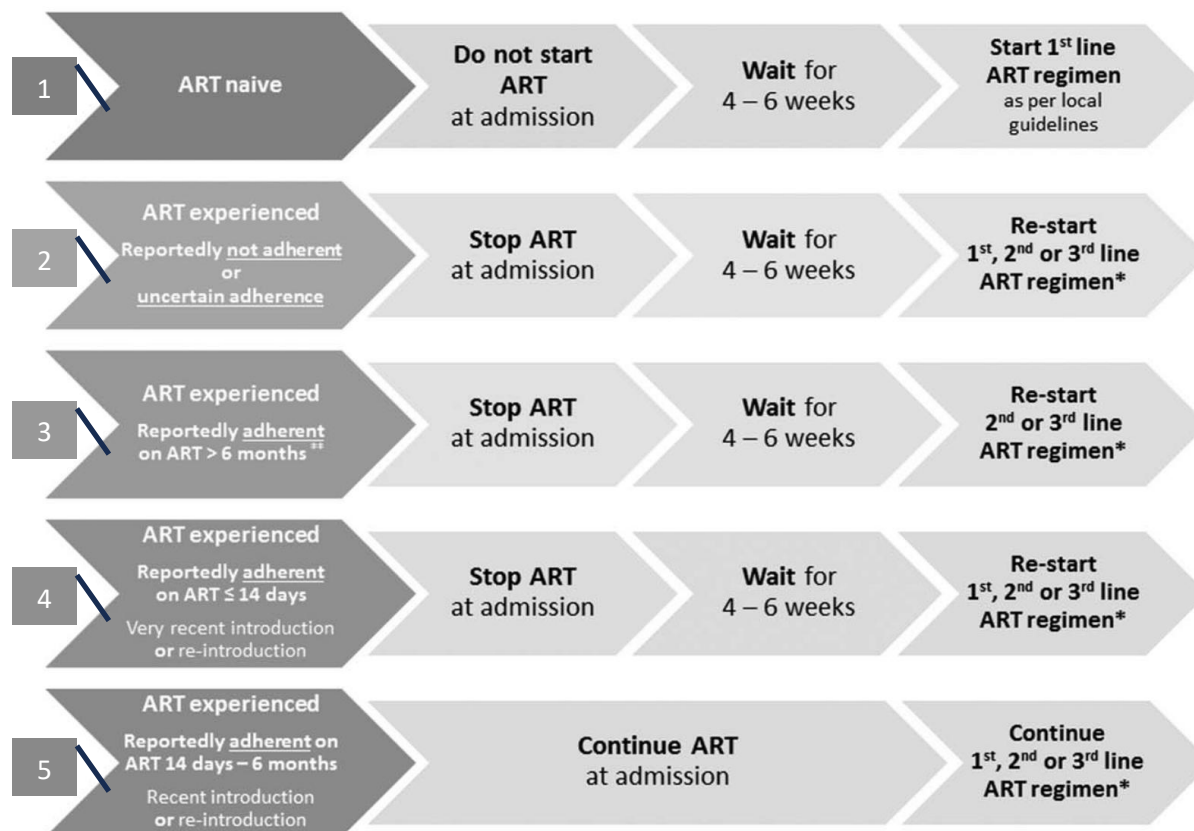 1
ART naive
Do not start
ART
at admission
Wait for
4 – 6 weeks
Start 1st line
ART regimen
as per local
guidelines
2
ART experienced
Reportedly not adherent
or
uncertain adherence
Stop ART
at admission
Wait for
4 – 6 weeks
Re-start
1st, 2nd or 3rd line
ART regimen*
3
ART experienced
Reportedly adherent
on ART > 6 months **
Stop ART
at admission
Wait for
4 – 6 weeks
Re-start
2nd or 3rd line
ART regimen*
4
ART experienced
Reportedly adherent
on ART ≤ 14 days
Very recent introduction
or re-introduction
Stop ART
at admission
Wait for
4 – 6 weeks
Re-start
1st, 2nd or 3rd line
ART regimen*
5
ART experienced
Reportedly adherent on
ART 14 days – 6 months
Recent introduction
or re-introduction
Continue ART
at admission
Continue
1st, 2nd or 3rd line
ART regimen*